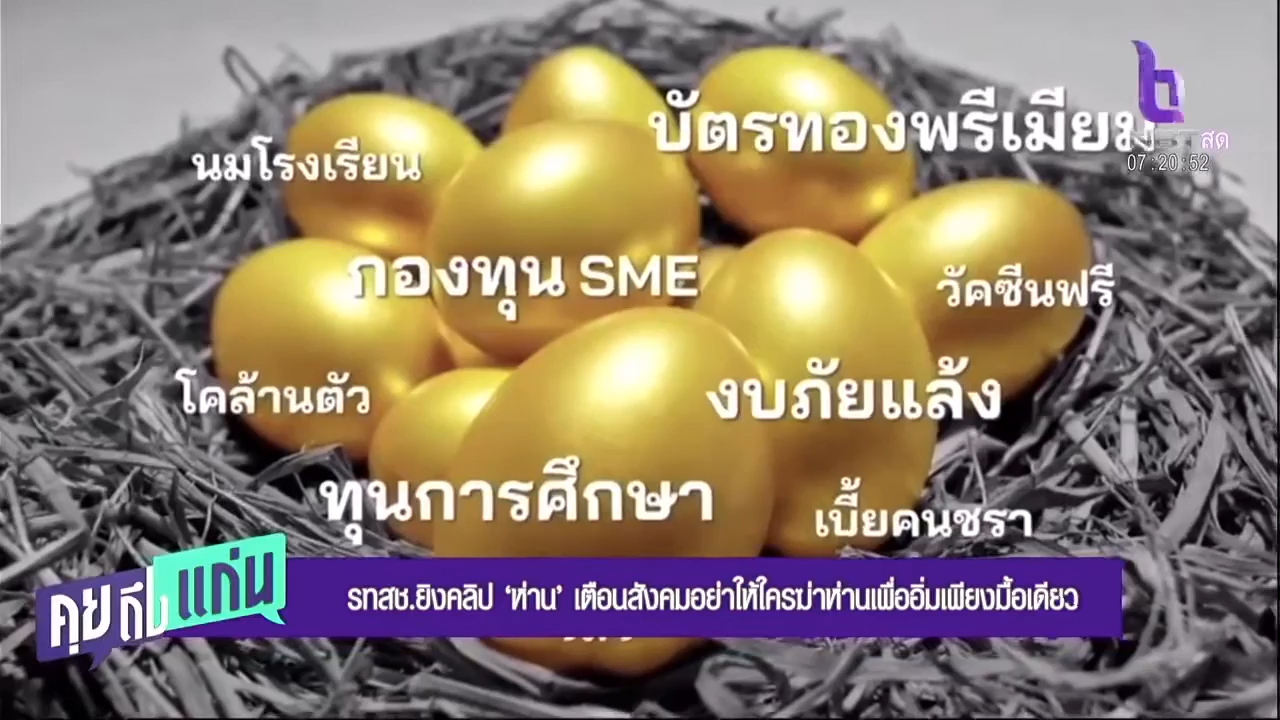 บัตรทองพรีเมียม
นมโรงเรียน
สด
07:20:52
กองทุน SME
วัคซีนฟรี
โคล้านตัว
งบภัยแล้ง
ทุนการศึกษา
เบี้ยคนชรา
คุยถึงแก่น
รทสช.ยิงคลิป ‘ห่าน’ เตือนสังคมอย่าให้ใครฆ่าห่านเพื่ออิ่มเพียงมื้อเดียว